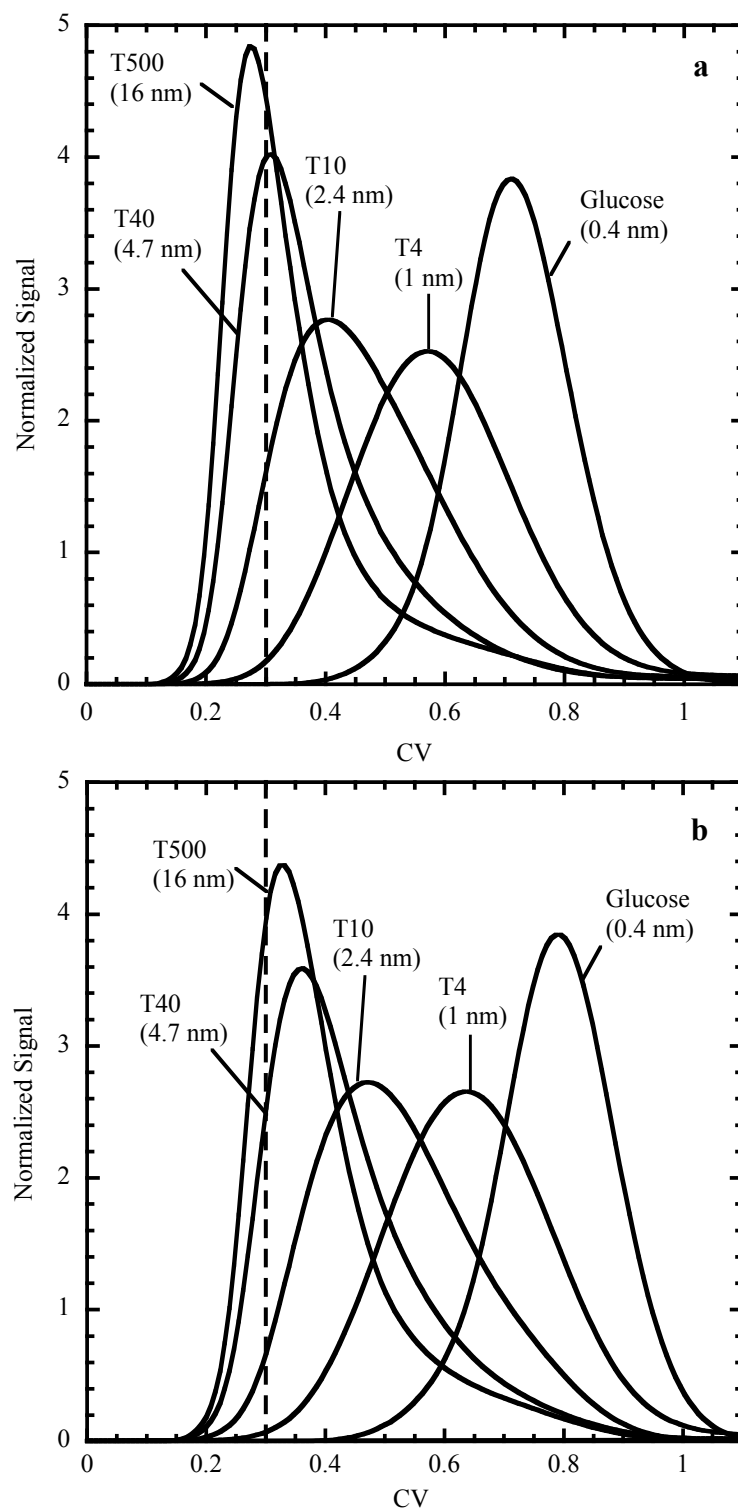 a
5
T500
(16 nm)
T10
(2.4 nm)
4
Glucose
(0.4 nm)
T40
(4.7 nm)
T4
(1 nm)
3
Normalized Signal
2
1
0
0 0.2 0.4 0.6 0.8 1
CV
b
5
T500
(16 nm)
T10
(2.4 nm)
Glucose
(0.4 nm)
4
T40
(4.7 nm)
T4
(1 nm)
3
Normalized Signal
2
1
0
0 0.2 0.4 0.6 0.8 1
CV